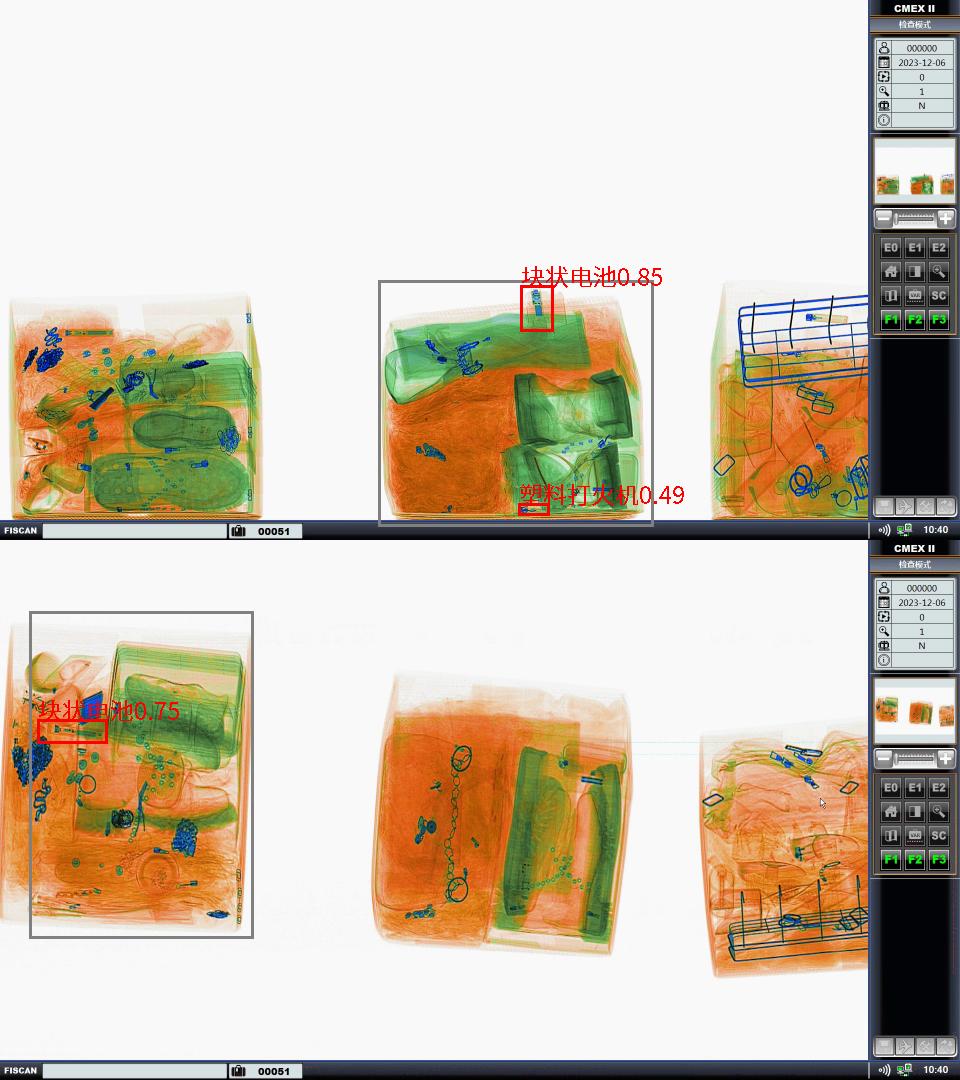 CMEX II
检查模式
000000
2023-12-06
0
1
N
E0 E1 E2
VAR SC
F1 F2 F3
块状电池0.85
塑料打火机0.49
FISCAN 00051 10:40
CMEX II
检查模式
000000
2023-12-06
0
1
N
E0 E1 E2
VAR SC
F1 F2 F3
块状电池0.75
FISCAN 00051 10:40